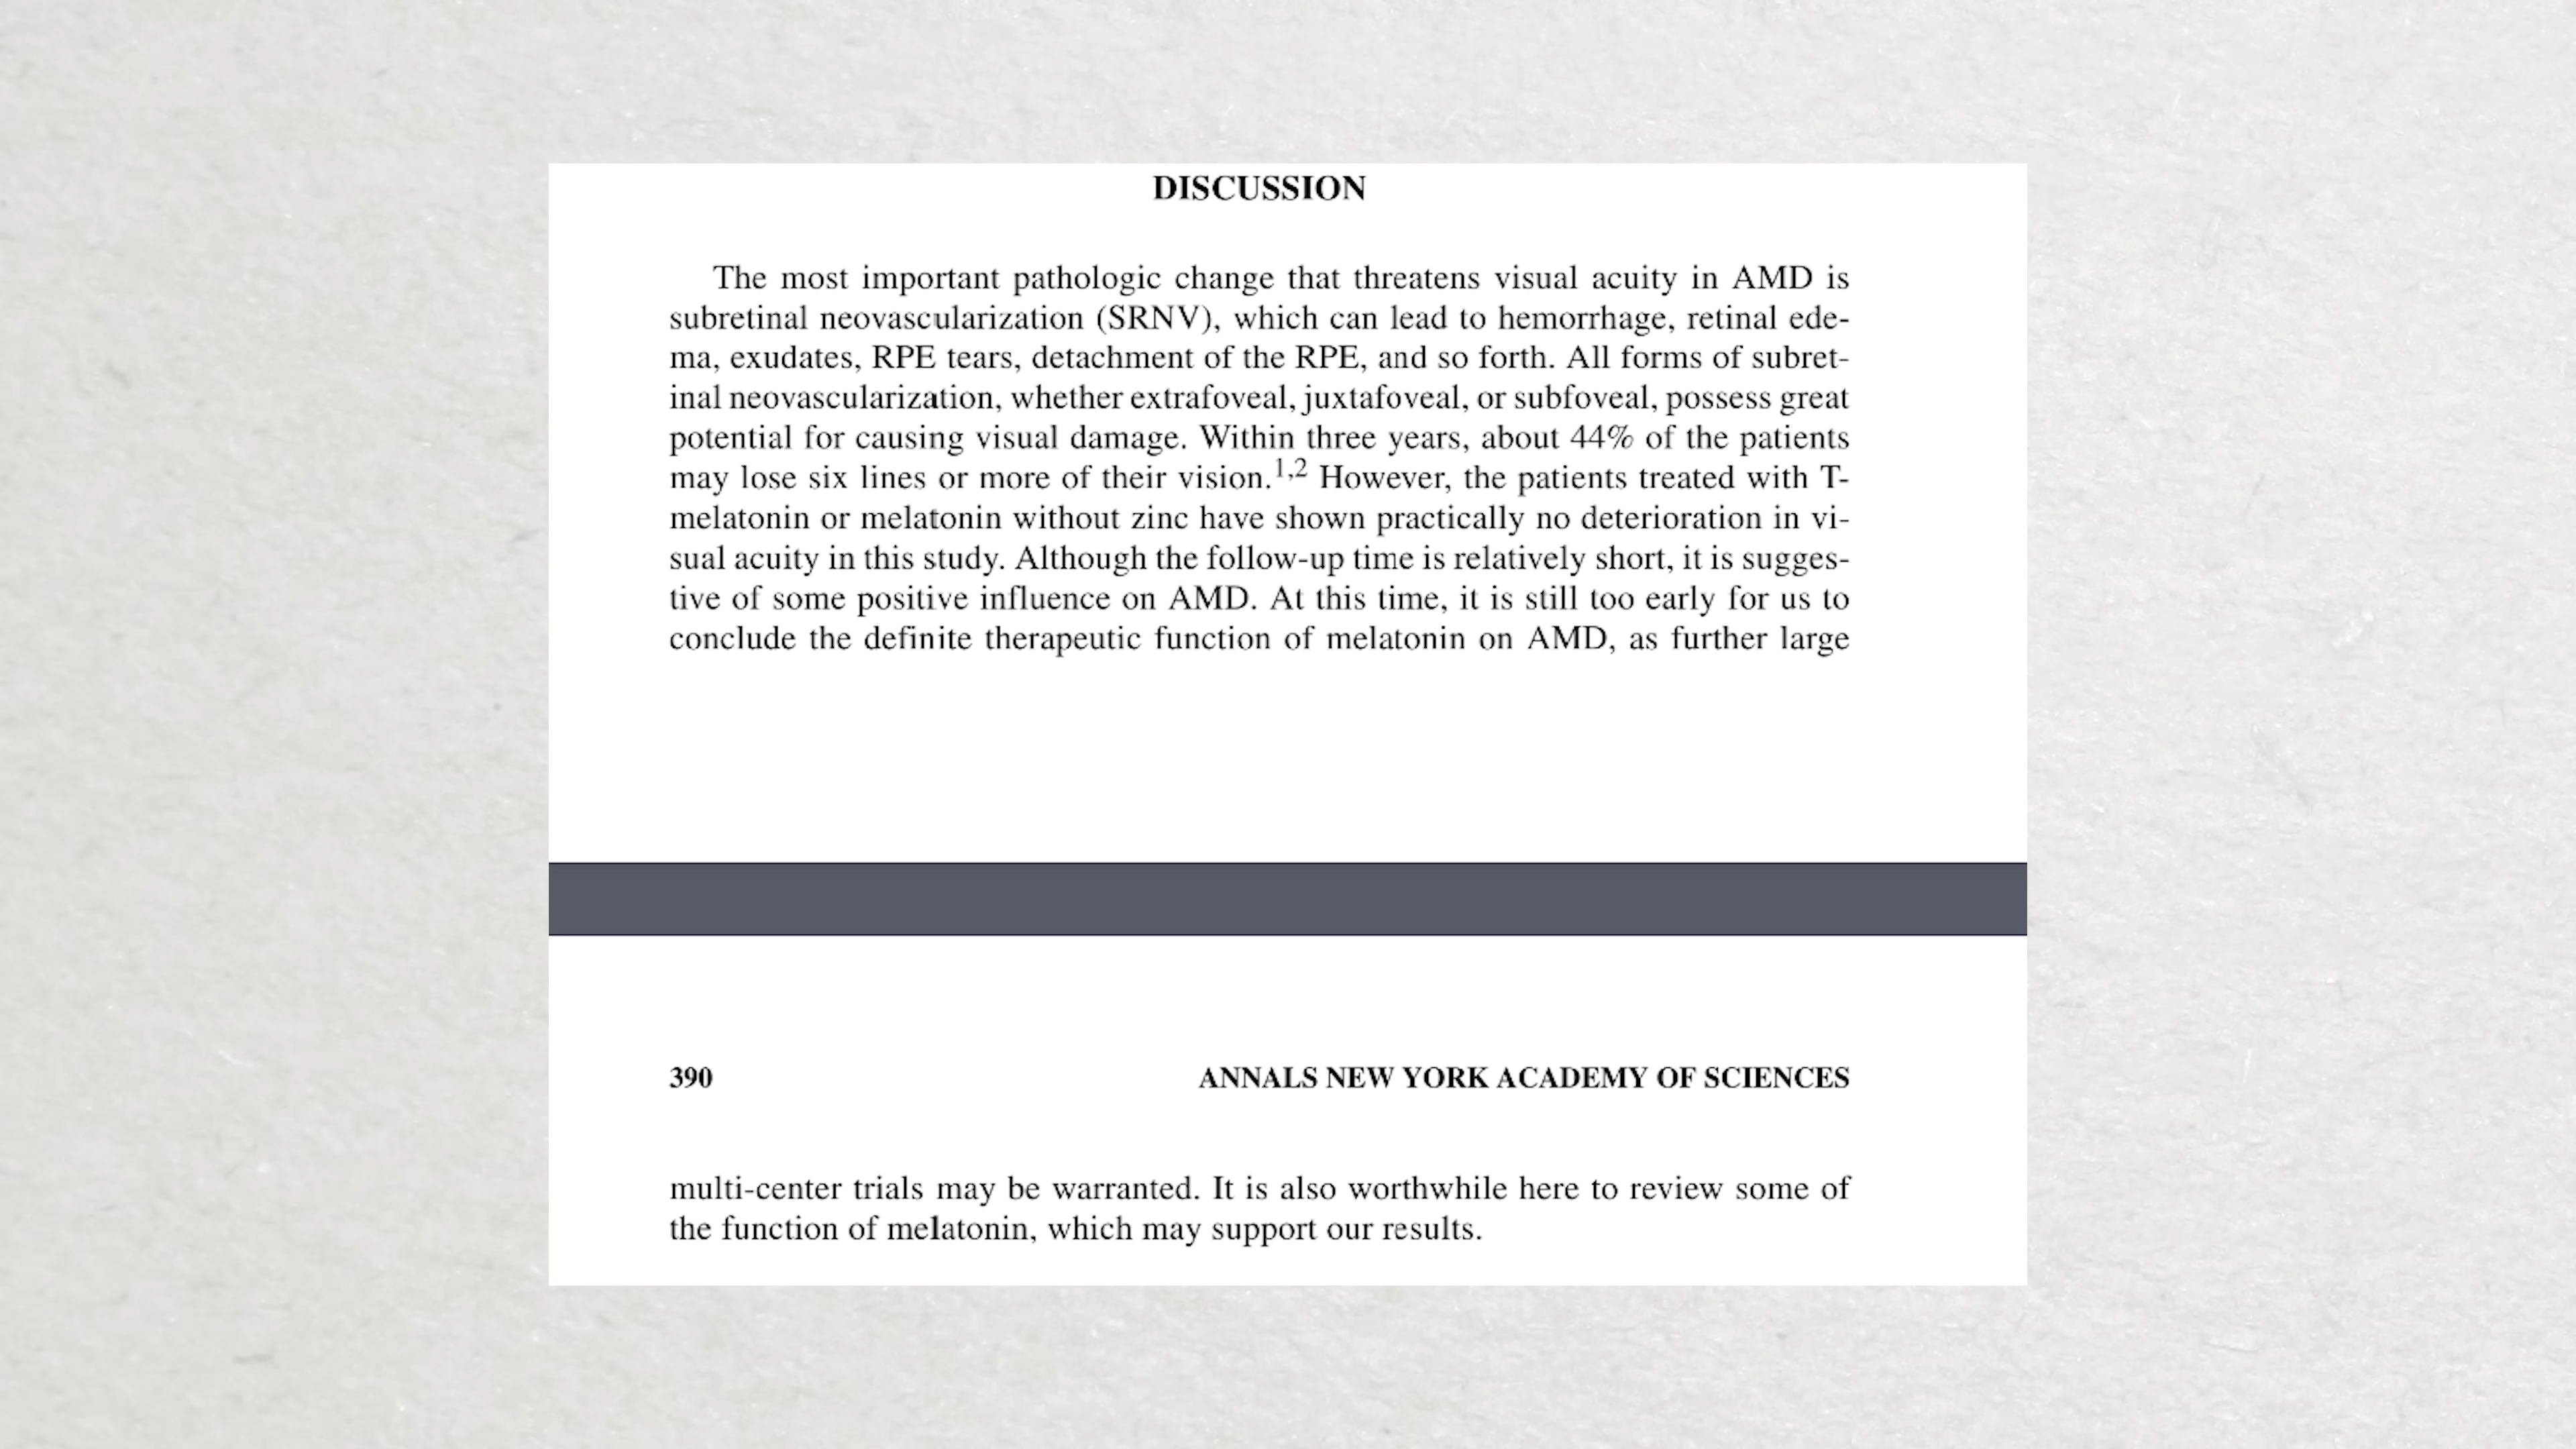 DISCUSSION
The most important pathologic change that threatens visual acuity in AMD is
subretinal neovascularization (SRNV), which can lead to hemorrhage, retinal ede-
ma, exudates, RPE tears, detachment of the RPE, and so forth. All forms of subret-
inal neovascularization, whether extrafoveal, juxtafoveal, or subfoveal, possess great
potential for causing visual damage. Within three years, about 44% of the patients
may lose six lines or more of their vision.1,2 However, the patients treated with T-
melatonin or melatonin without zinc have shown practically no deterioration in vi-
sual acuity in this study. Although the follow-up time is relatively short, it is sugges-
tive of some positive influence on AMD. At this time, it is still too early for us to
conclude the definite therapeutic function of melatonin on AMD, as further large
390 ANNALS NEW YORK ACADEMY OF SCIENCES
multi-center trials may be warranted. It is also worthwhile here to review some of
the function of melatonin, which may support our results.